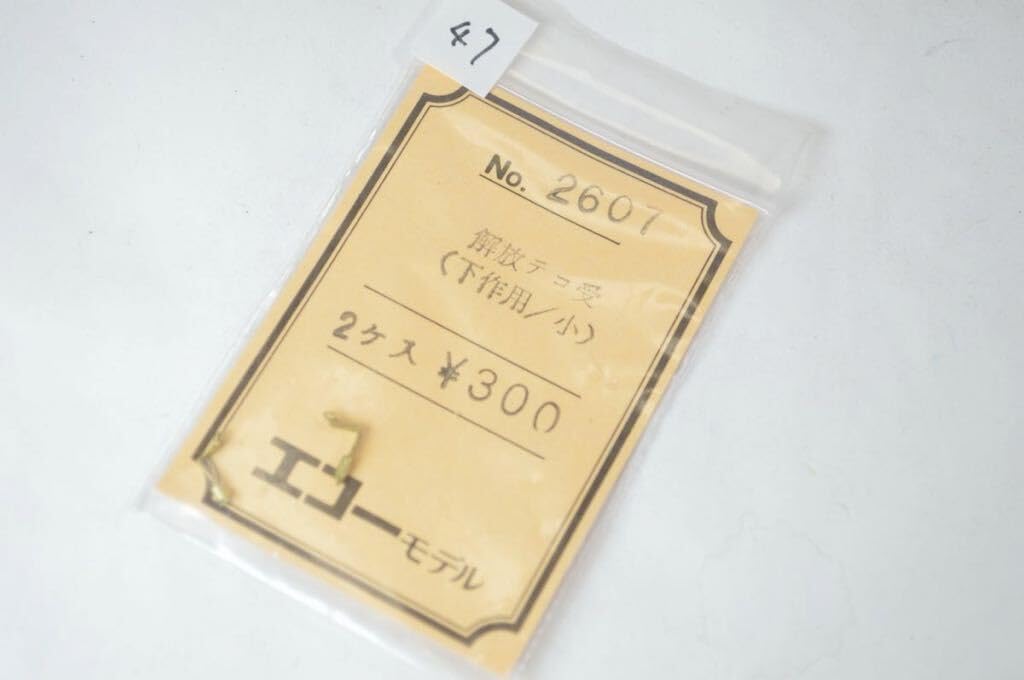 47
No. 2607
解放テコ受
(下作用/小)
2ケ入 ¥300
エコーモデル